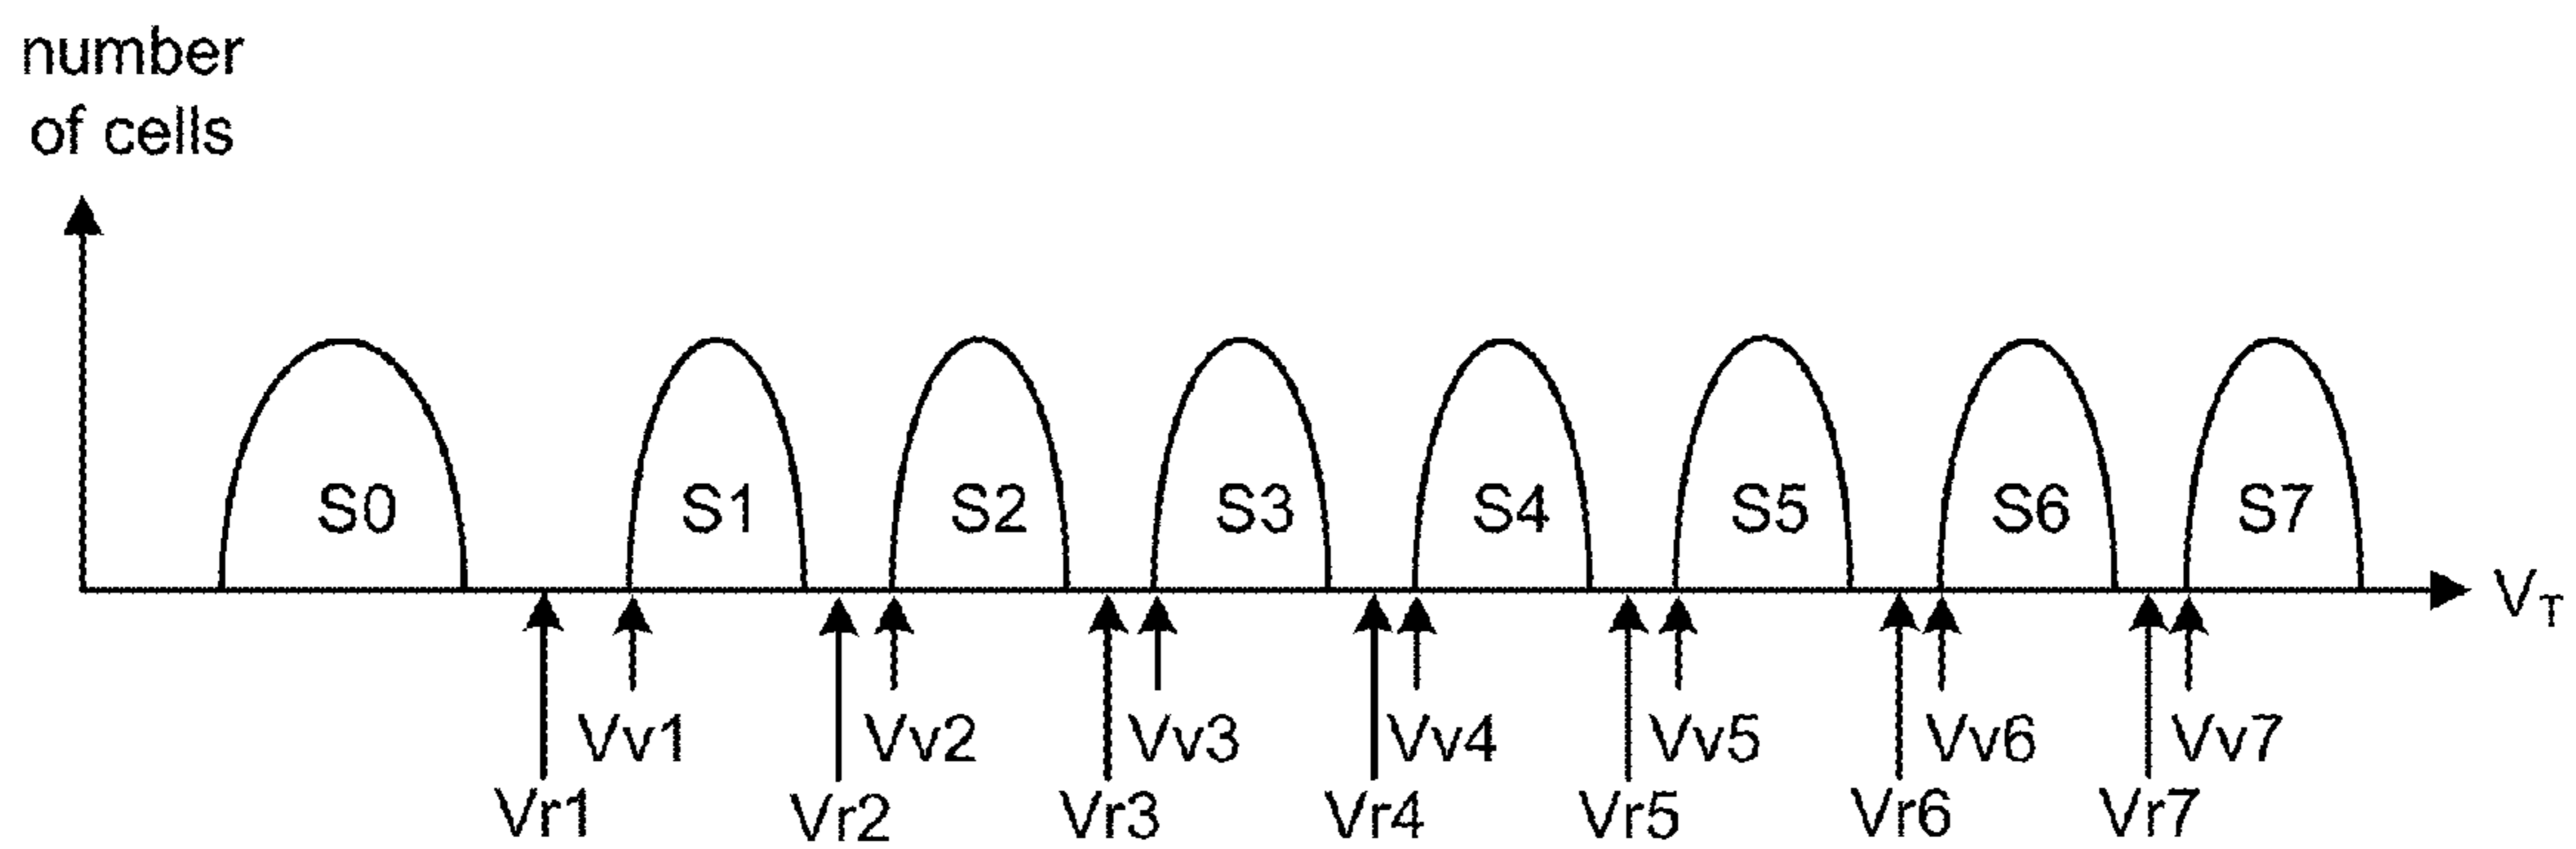 number
of cells
S0 S1 S2 S3 S4 S5 S6 S7
V_T
Vv1 Vv2 Vv3 Vv4 Vv5 Vv6 Vv7
Vr1 Vr2 Vr3 Vr4 Vr5 Vr6 Vr7